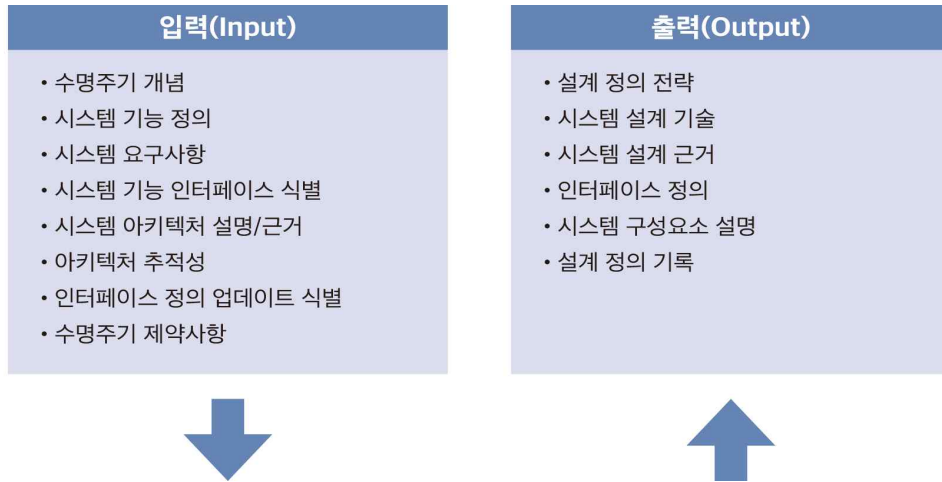 입력(Input)
• 수명주기 개념
• 시스템 기능 정의
• 시스템 요구사항
• 시스템 기능 인터페이스 식별
• 시스템 아키텍처 설명/근거
• 아키텍처 추적성
• 인터페이스 정의 업데이트 식별
• 수명주기 제약사항
출력(Output)
• 설계 정의 전략
• 시스템 설계 기술
• 시스템 설계 근거
• 인터페이스 정의
• 시스템 구성요소 설명
• 설계 정의 기록